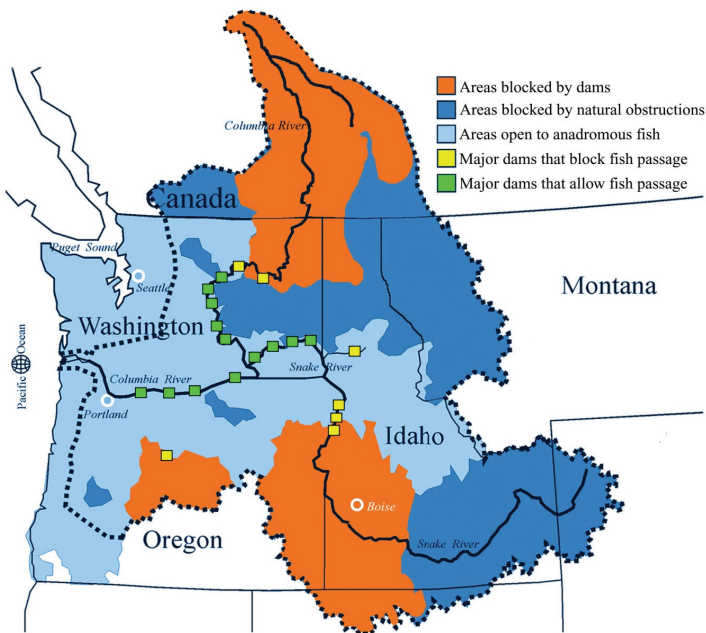 Areas blocked by dams
Areas blocked by natural obstructions
Areas open to anadromous fish
Major dams that block fish passage
Major dams that allow fish passage
Columbia River
Canada
Puget Sound
Seattle
Montana
Washington
Pacific Ocean
Columbia River
Snake River
Portland
Idaho
Boise
Oregon
Snake River